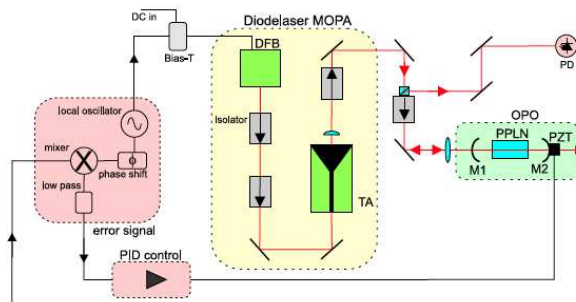 DC in
Bias-T
Diodelaser MOPA
DFB
Isolator
TA
PD
OPO
PPLN
PZT
M1
M2
local oscillator
mixer
phase shift
Φ
low pass
error signal
PID control